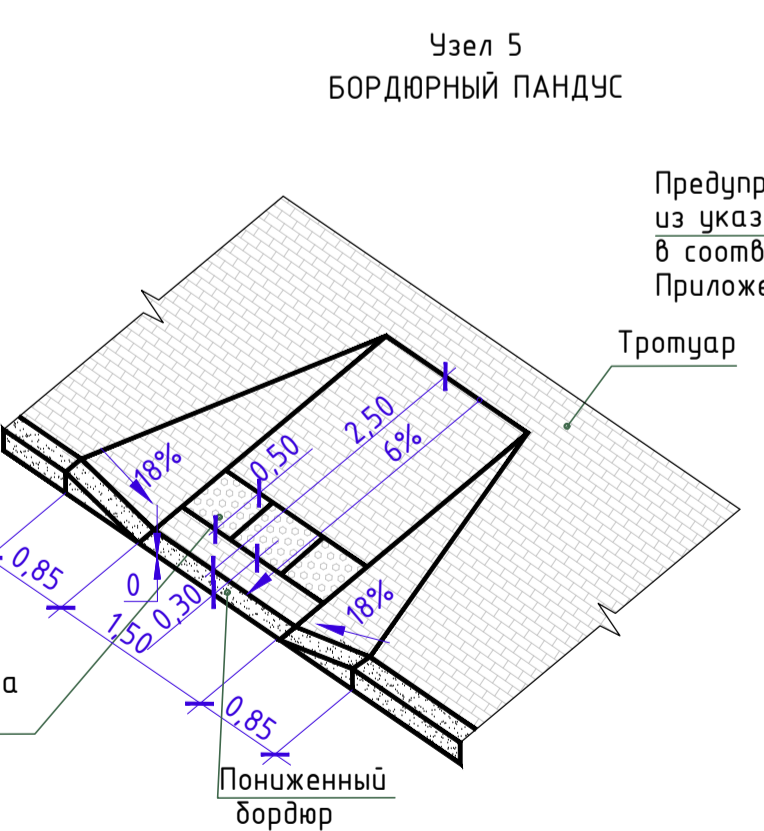 Узел 5
БОРДЮРНЫЙ ПАНДУС
Предупр
из указ
в соотв
Приложе
Тротуар
2,50
6%
0,50
18%
18%
0,85
0
0,30
1,50
0,85
а
Пониженный
бордюр